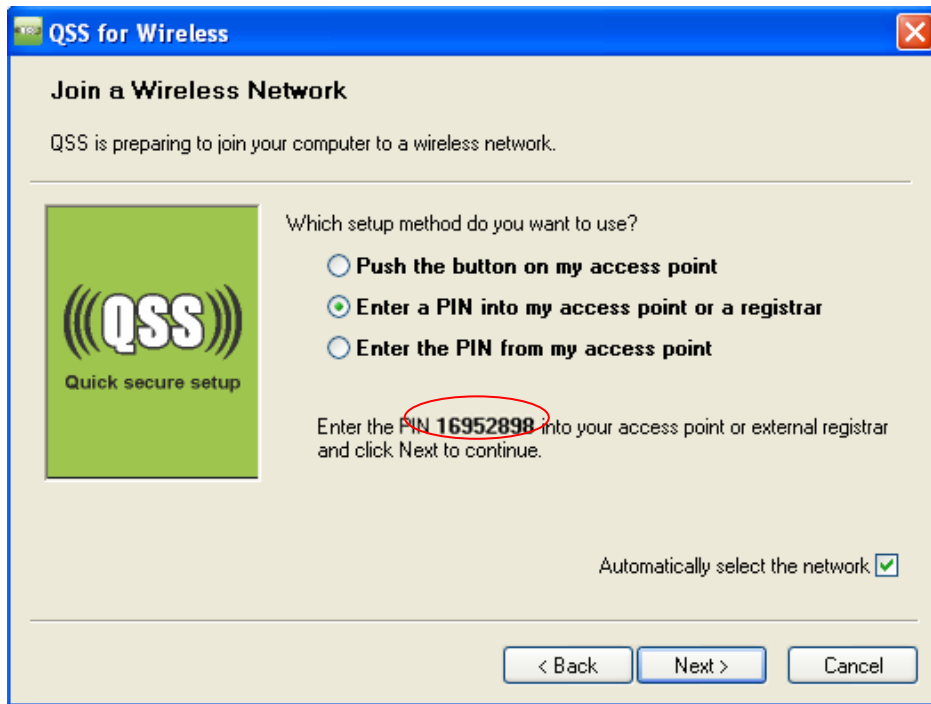 QSS for Wireless
Join a Wireless Network
QSS is preparing to join your computer to a wireless network.
Which setup method do you want to use?
Push the button on my access point
Enter a PIN into my access point or a registrar
Enter the PIN from my access point
(((QSS)))
Quick secure setup
Enter the PIN 16952898 into your access point or external registrar
and click Next to continue.
Automatically select the network
< Back
Next >
Cancel